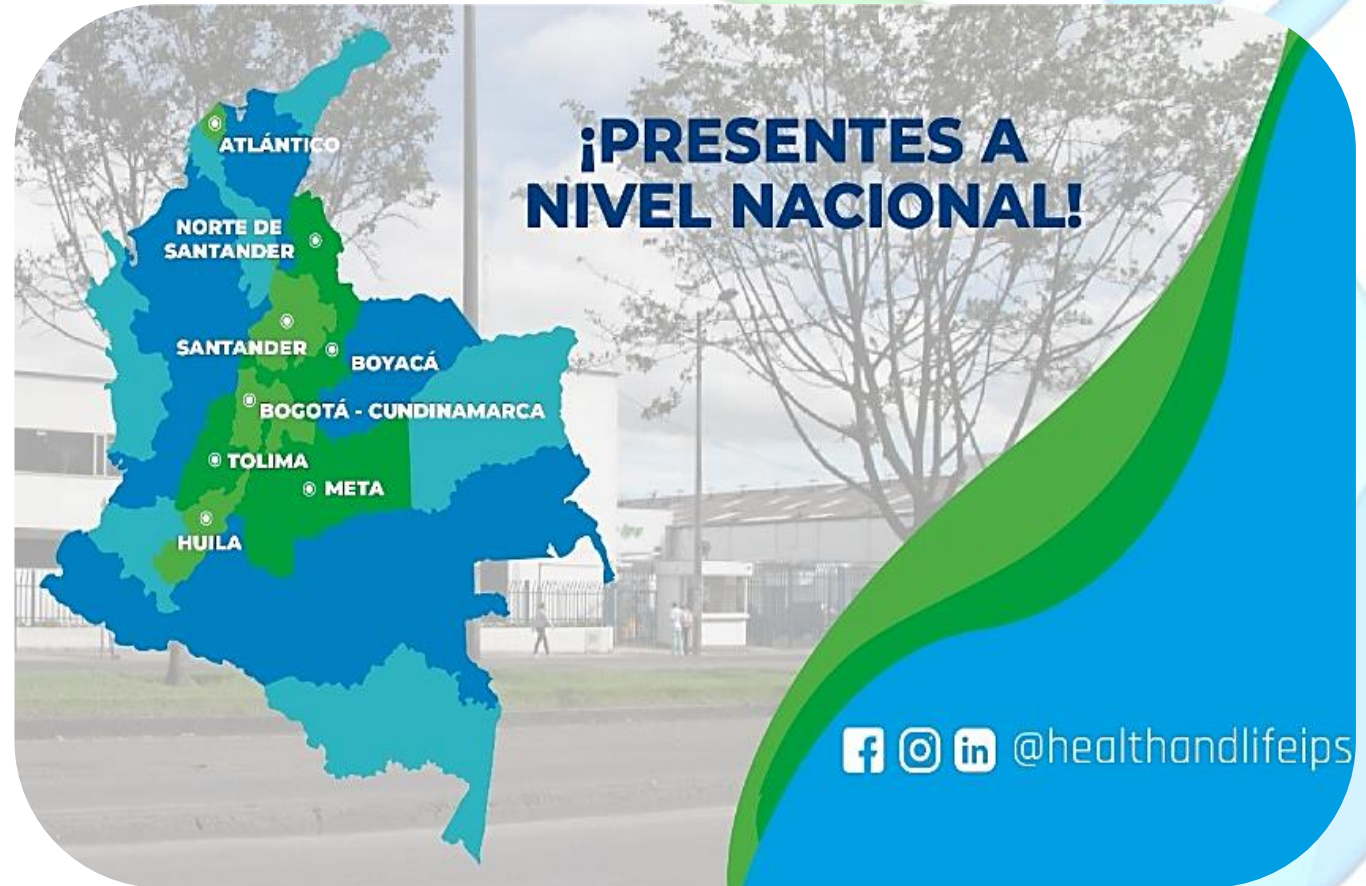 ¡PRESENTES A
NIVEL NACIONAL!
ATLÁNTICO
NORTE DE
SANTANDER
SANTANDER
BOYACÁ
BOGOTÁ - CUNDINAMARCA
TOLIMA
META
HUILA
@healthandlifeips